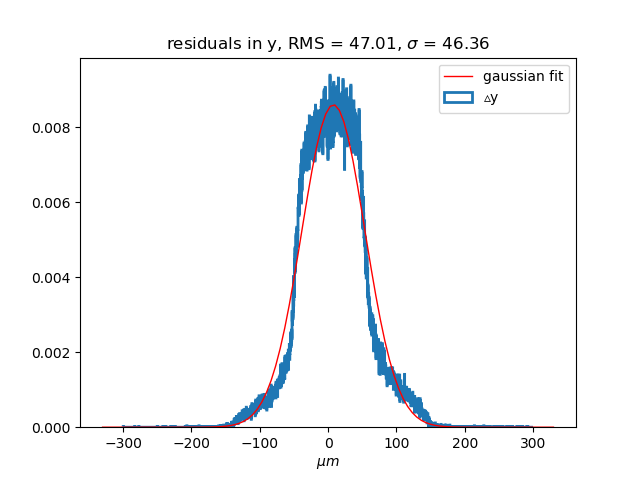 residuals in y, RMS = 47.01, σ = 46.36
gaussian fit
▵y
0.008
0.006
0.004
0.002
0.000
−300 −200 −100 0 100 200 300
μm